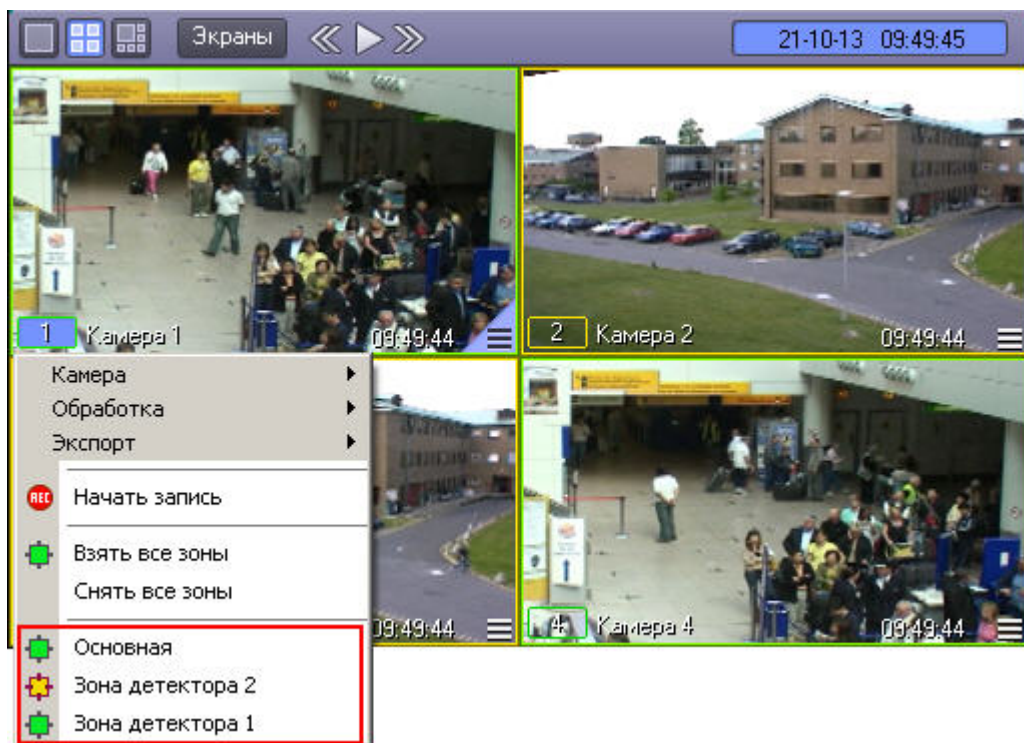 Экраны
21-10-13 09:49:45
1 Камера 1 09:49:44
2 Камера 2 09:49:44
Камера
Обработка
Экспорт
REC Начать запись
Взять все зоны
Снять все зоны
09:49:44
4 Камера 4 09:49:44
Основная
Зона детектора 2
Зона детектора 1